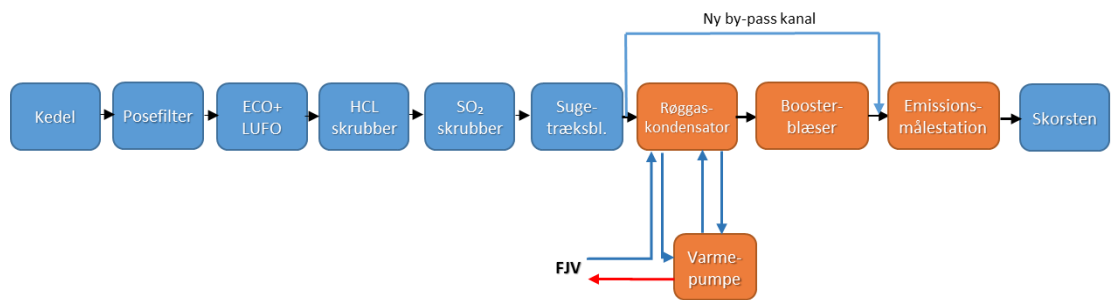 Ny by-pass kanal
Kedel
Posefilter
ECO+
LUFO
HCL
skrubber
SO₂
skrubber
Suge-
træksbl.
Røggas-
kondensator
Booster-
blæser
Emissions-
målestation
Skorsten
FJV
Varme-
pumpe